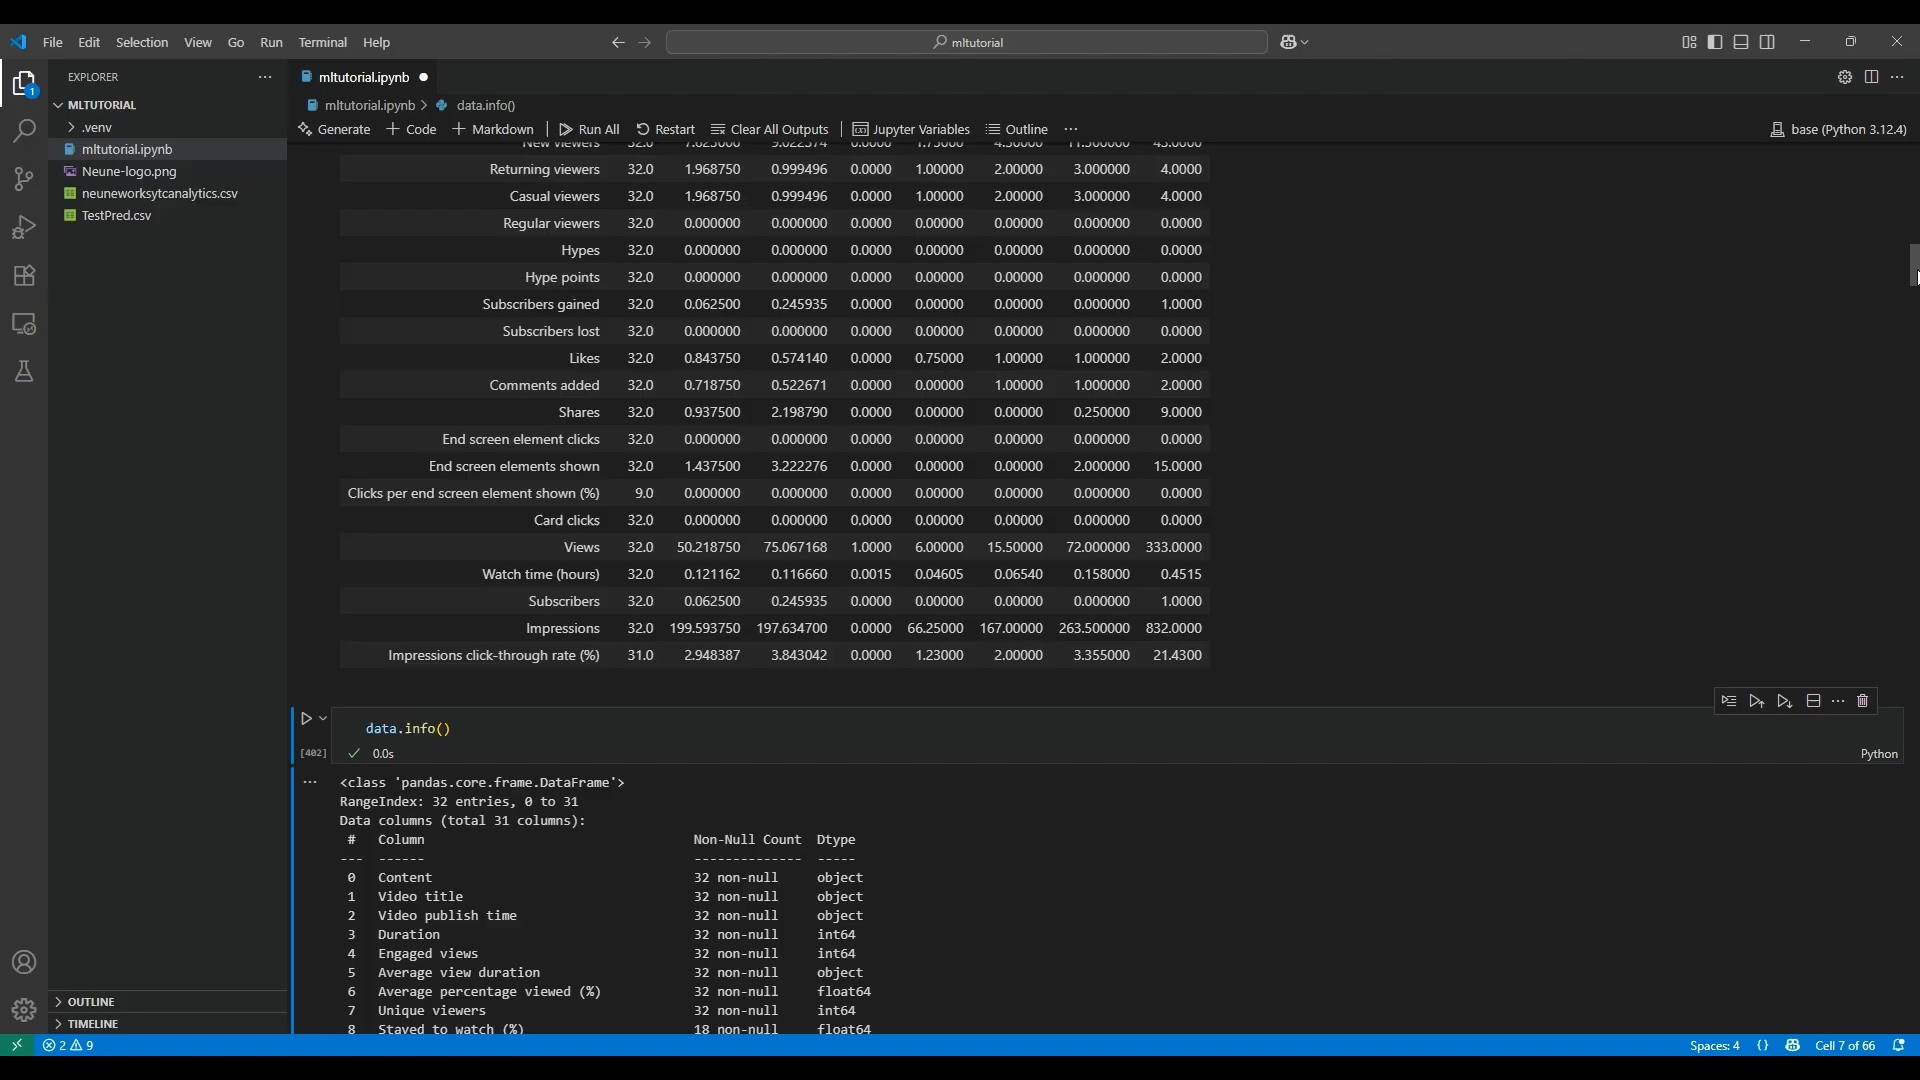 File Edit Selection View Go Run Terminal Help
mltutorial
EXPLORER
mltutorial.ipynb
MLTUTORIAL
mltutorial.ipynb > data.info()
.venv
Generate + Code + Markdown Run All Restart Clear All Outputs Jupyter Variables Outline ... base (Python 3.12.4)
mltutorial.ipynb
Neune-logo.png
neuneworksytcanalytics.csv
TestPred.csv
1
New viewers 32.0 7.625000 9.022374 0.0000 1.75000 4.50000 11.500000 43.0000
Returning viewers 32.0 1.968750 0.999496 0.0000 1.00000 2.00000 3.000000 4.0000
Casual viewers 32.0 1.968750 0.999496 0.0000 1.00000 2.00000 3.000000 4.0000
Regular viewers 32.0 0.000000 0.000000 0.0000 0.00000 0.00000 0.000000 0.0000
Hypes 32.0 0.000000 0.000000 0.0000 0.00000 0.00000 0.000000 0.0000
Hype points 32.0 0.000000 0.000000 0.0000 0.00000 0.00000 0.000000 0.0000
Subscribers gained 32.0 0.062500 0.245935 0.0000 0.00000 0.00000 0.000000 1.0000
Subscribers lost 32.0 0.000000 0.000000 0.0000 0.00000 0.00000 0.000000 0.0000
Likes 32.0 0.843750 0.574140 0.0000 0.75000 1.00000 1.000000 2.0000
Comments added 32.0 0.718750 0.522671 0.0000 0.00000 1.00000 1.000000 2.0000
Shares 32.0 0.937500 2.198790 0.0000 0.00000 0.00000 0.250000 9.0000
End screen element clicks 32.0 0.000000 0.000000 0.0000 0.00000 0.00000 0.000000 0.0000
End screen elements shown 32.0 1.437500 3.222276 0.0000 0.00000 0.00000 2.000000 15.0000
Clicks per end screen element shown (%) 9.0 0.000000 0.000000 0.0000 0.00000 0.00000 0.000000 0.0000
Card clicks 32.0 0.000000 0.000000 0.0000 0.00000 0.00000 0.000000 0.0000
Views 32.0 50.218750 75.067168 1.0000 6.00000 15.50000 72.000000 333.0000
Watch time (hours) 32.0 0.121162 0.116660 0.0015 0.04605 0.06540 0.158000 0.4515
Subscribers 32.0 0.062500 0.245935 0.0000 0.00000 0.00000 0.000000 1.0000
Impressions 32.0 199.593750 197.634700 0.0000 66.25000 167.00000 263.500000 832.0000
Impressions click-through rate (%) 31.0 2.948387 3.843042 0.0000 1.23000 2.00000 3.355000 21.4300
data.info()
[402] 0.0s Python
<class 'pandas.core.frame.DataFrame'>
RangeIndex: 32 entries, 0 to 31
Data columns (total 31 columns):
# Column Non-Null Count Dtype
--- ------ -------------- -----
0 Content 32 non-null object
1 Video title 32 non-null object
2 Video publish time 32 non-null object
3 Duration 32 non-null int64
4 Engaged views 32 non-null int64
5 Average view duration 32 non-null object
6 Average percentage viewed (%) 32 non-null float64
7 Unique viewers 32 non-null int64
8 Stayed to watch (%) 18 non-null float64
OUTLINE
TIMELINE
2 9 Spaces: 4 {} Cell 7 of 66